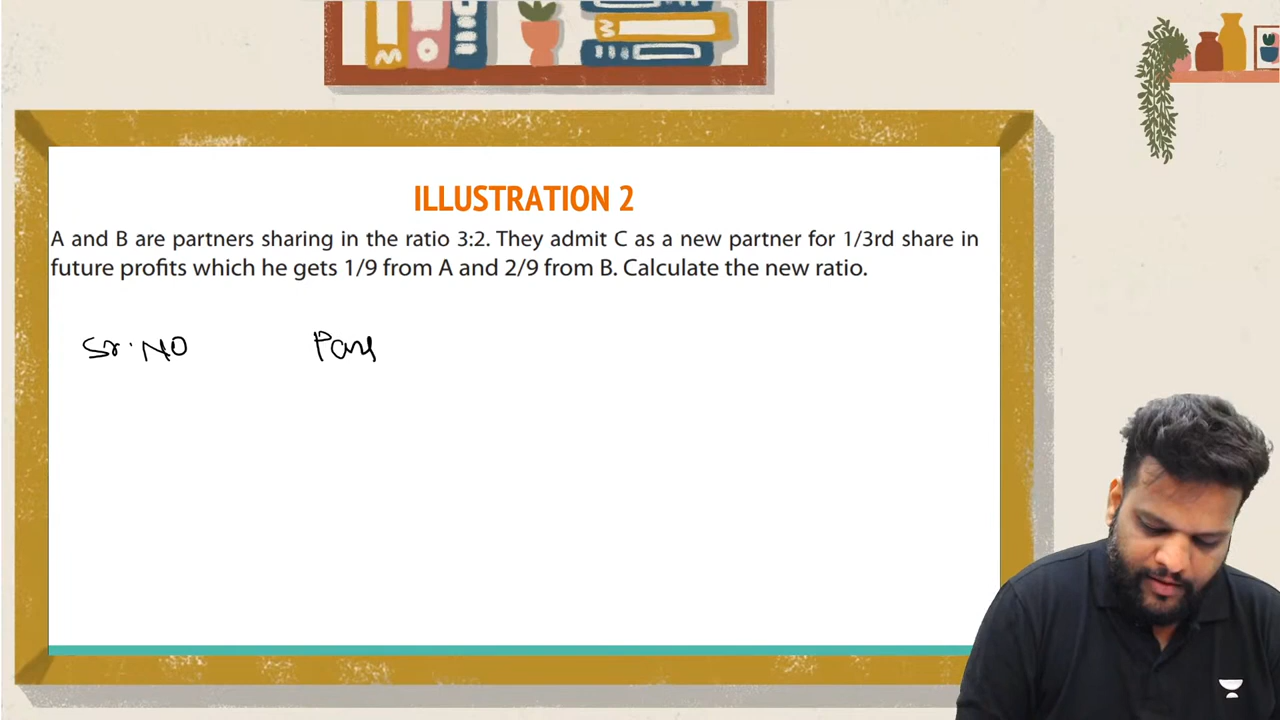 ILLUSTRATION 2
A and B are partners sharing in the ratio 3:2. They admit C as a new partner for 1/3rd share in
future profits which he gets 1/9 from A and 2/9 from B. Calculate the new ratio.
Sr. NO